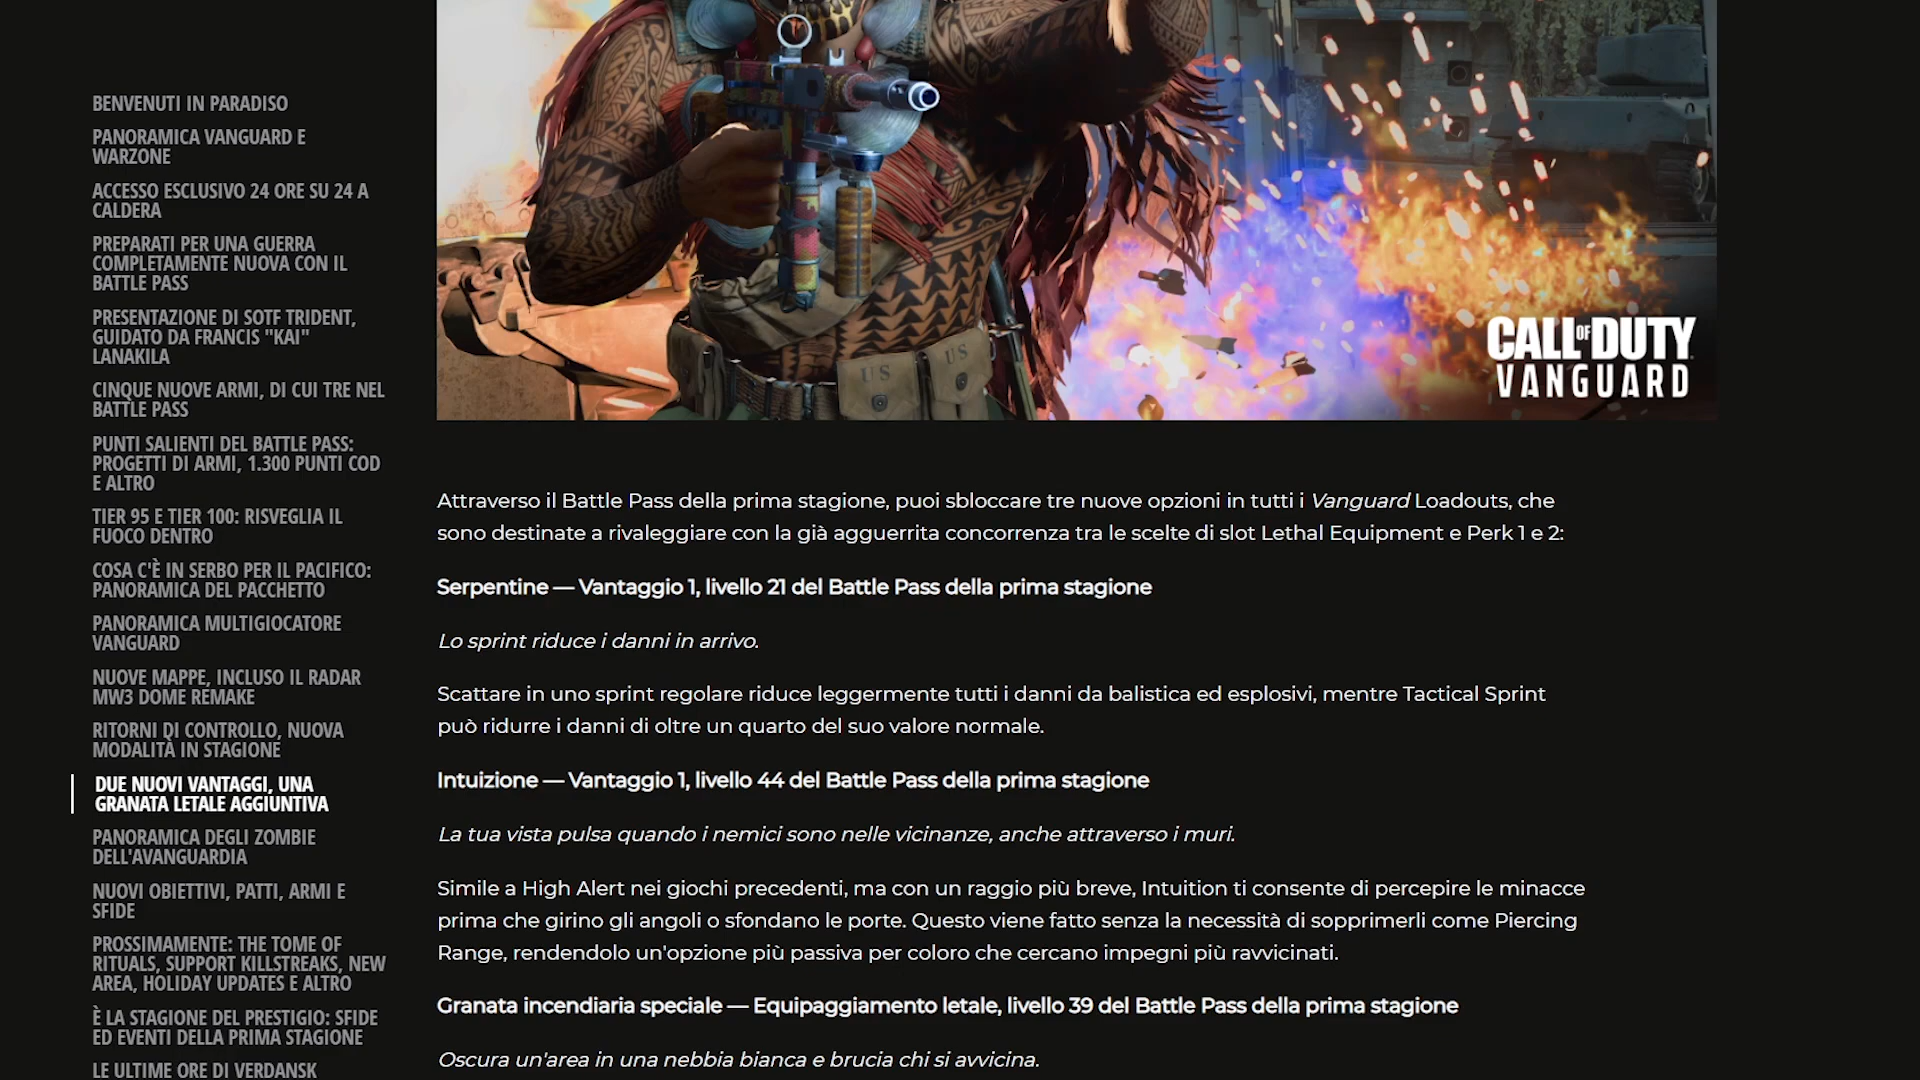 BENVENUTI IN PARADISO
PANORAMICA VANGUARD E
WARZONE
ACCESSO ESCLUSIVO 24 ORE SU 24 A
CALDERA
PREPARATI PER UNA GUERRA
COMPLETAMENTE NUOVA CON IL
BATTLE PASS
PRESENTAZIONE DI SOTF TRIDENT,
GUIDATO DA FRANCIS "KAI"
LANAKILA
CINQUE NUOVE ARMI, DI CUI TRE NEL
BATTLE PASS
PUNTI SALIENTI DEL BATTLE PASS:
PROGETTI DI ARMI, 1.300 PUNTI COD
E ALTRO
TIER 95 E TIER 100: RISVEGLIA IL
FUOCO DENTRO
COSA C'È IN SERBO PER IL PACIFICO:
PANORAMICA DEL PACCHETTO
PANORAMICA MULTIGIOCATORE
VANGUARD
NUOVE MAPPE, INCLUSO IL RADAR
MW3 DOME REMAKE
RITORNI DI CONTROLLO, NUOVA
MODALITÀ IN STAGIONE
DUE NUOVI VANTAGGI, UNA
GRANATA LETALE AGGIUNTIVA
PANORAMICA DEGLI ZOMBIE
DELL'AVANGUARDIA
NUOVI OBIETTIVI, PATTI, ARMI E
SFIDE
PROSSIMAMENTE: THE TOME OF
RITUALS, SUPPORT KILLSTREAKS, NEW
AREA, HOLIDAY UPDATES E ALTRO
È LA STAGIONE DEL PRESTIGIO: SFIDE
ED EVENTI DELLA PRIMA STAGIONE
LE ULTIME ORE DI VERDANSK
US
US
CALL OF DUTY
VANGUARD
Attraverso il Battle Pass della prima stagione, puoi sbloccare tre nuove opzioni in tutti i Vanguard Loadouts, che
sono destinate a rivaleggiare con la già agguerrita concorrenza tra le scelte di slot Lethal Equipment e Perk 1 e 2:
Serpentine — Vantaggio 1, livello 21 del Battle Pass della prima stagione
Lo sprint riduce i danni in arrivo.
Scattare in uno sprint regolare riduce leggermente tutti i danni da balistica ed esplosivi, mentre Tactical Sprint
può ridurre i danni di oltre un quarto del suo valore normale.
Intuizione — Vantaggio 1, livello 44 del Battle Pass della prima stagione
La tua vista pulsa quando i nemici sono nelle vicinanze, anche attraverso i muri.
Simile a High Alert nei giochi precedenti, ma con un raggio più breve, Intuition ti consente di percepire le minacce
prima che girino gli angoli o sfondano le porte. Questo viene fatto senza la necessità di sopprimerli come Piercing
Range, rendendolo un'opzione più passiva per coloro che cercano impegni più ravvicinati.
Granata incendiaria speciale — Equipaggiamento letale, livello 39 del Battle Pass della prima stagione
Oscura un'area in una nebbia bianca e brucia chi si avvicina.